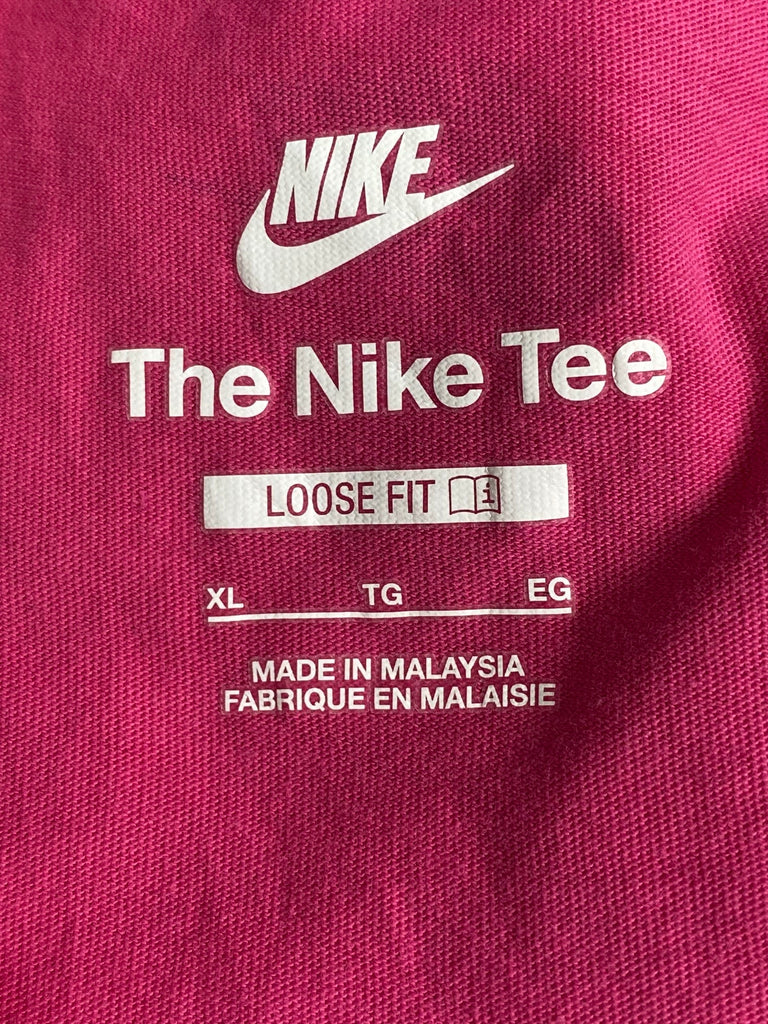 NIKE
The Nike Tee
LOOSE FIT i
XL TG EG
MADE IN MALAYSIA
FABRIQUE EN MALAISIE